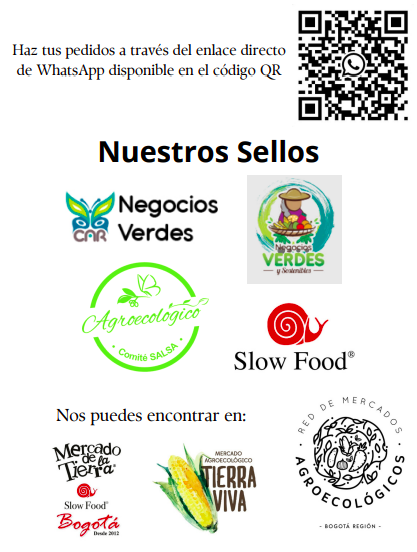 Haz tus pedidos a través del enlace directo
de WhatsApp disponible en el código QR
Nuestros Sellos
CAR
Negocios
Verdes
Negocios
VERDES
y Sostenibles
Agroecológico
Comité SALSA
Slow Food®
Nos puedes encontrar en:
Mercado
de la
Tierra®
Slow Food®
Bogotá
Desde 2012
MERCADO
AGROECOLÓGICO
TIERRA
VIVA
· RED DE MERCADOS ·
AGROECOLÓGICOS
- BOGOTÁ REGIÓN -